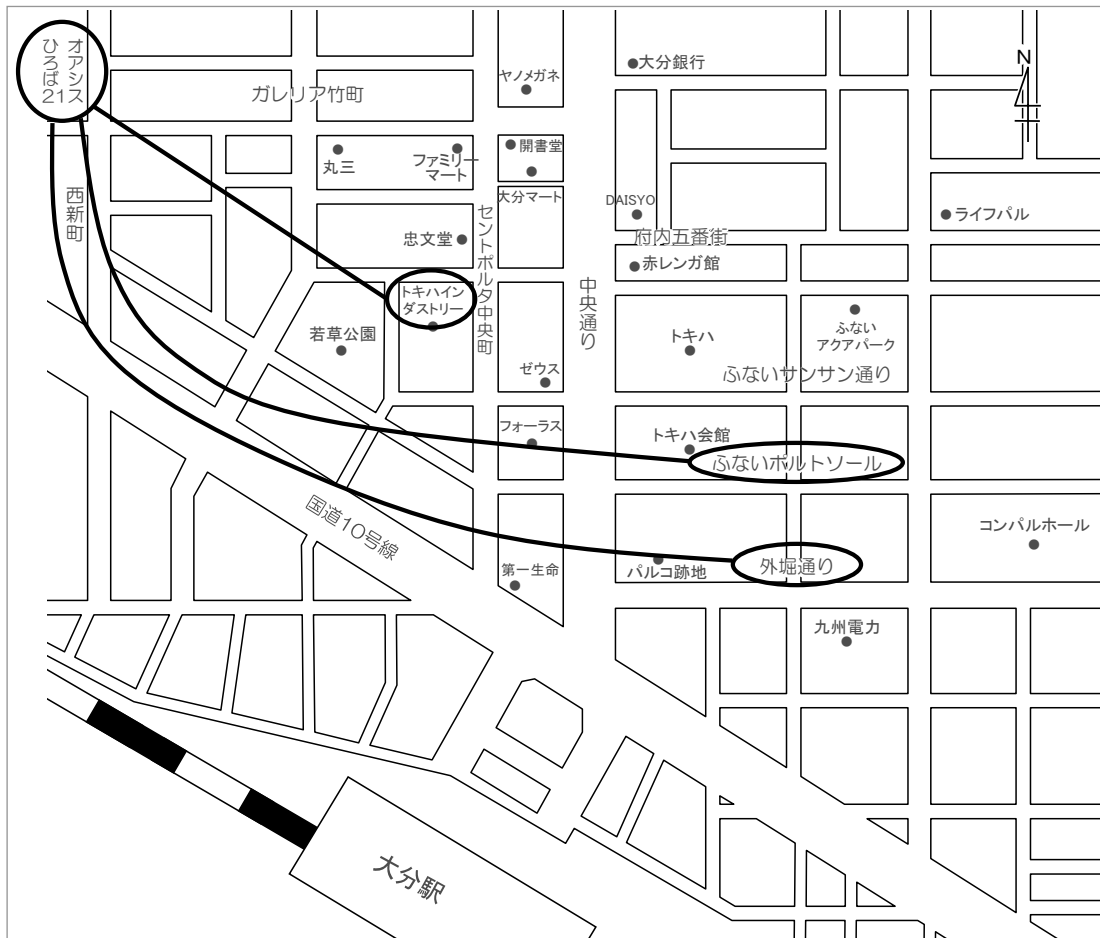 オアシス
ひろば21
N
大分銀行
ヤノメガネ
ガレリア竹町
丸三
ファミリー
マート
開書堂
大分マート
西新町
セントポルタ中央町
DAISYO
ライフパル
忠文堂
府内五番街
赤レンガ館
中央通り
トキハイン
ダストリー
若草公園
トキハ
ふない
アクアパーク
ゼウス
ふないサンサン通り
フォーラス
トキハ会館
ふないポルトソール
国道10号線
コンパルホール
第一生命
パルコ跡地
外堀通り
九州電力
大分駅